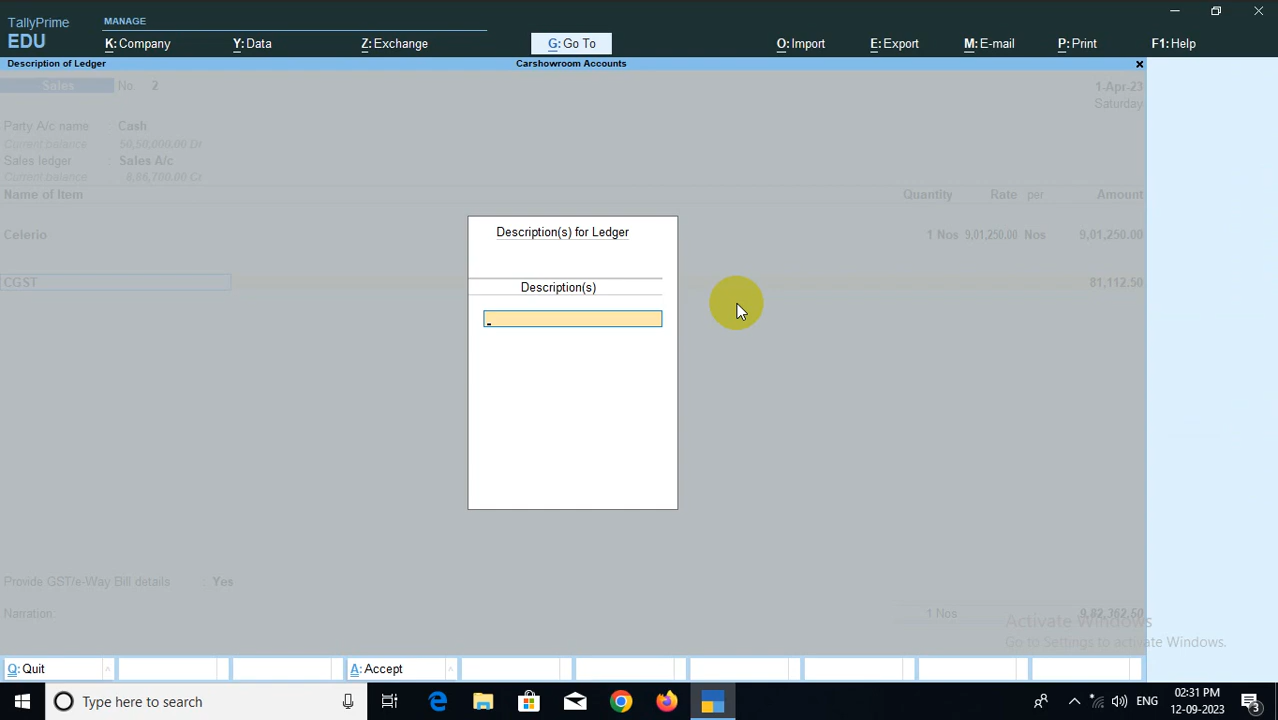 TallyPrime
EDU
MANAGE
K: Company
Y: Data
Z: Exchange
G: Go To
O: Import
E: Export
M: E-mail
P: Print
F1: Help
Description of Ledger
Carshowroom Accounts
Sales
No. 2
1-Apr-23
Saturday
Party A/c name
Cash
Current balance
50,50,000.00 Dr
Sales ledger : Sales A/c
Current balance
8,86,700.00 Cr
Name of Item
Quantity
Rate per
Amount
Celerio
1 Nos 9,01,250.00 Nos
9,01,250.00
CGST
81,112.50
Description(s) for Ledger
Description(s)
Provide GST/e-Way Bill details : Yes
Narration
1 Nos
9,82,362.50
Activate Windows
Go to Settings to activate Windows.
Q: Quit
A: Accept
Type here to search
ENG
02:31 PM
12-09-2023
3